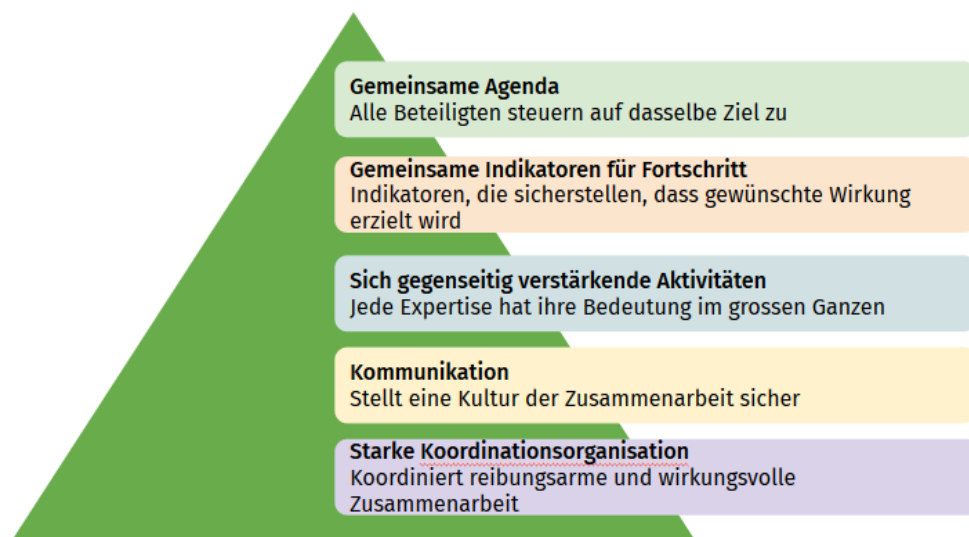 Gemeinsame Agenda
Alle Beteiligten steuern auf dasselbe Ziel zu
Gemeinsame Indikatoren für Fortschritt
Indikatoren, die sicherstellen, dass gewünschte Wirkung
erzielt wird
Sich gegenseitig verstärkende Aktivitäten
Jede Expertise hat ihre Bedeutung im grossen Ganzen
Kommunikation
Stellt eine Kultur der Zusammenarbeit sicher
Starke Koordinationsorganisation
Koordiniert reibungsarme und wirkungsvolle
Zusammenarbeit